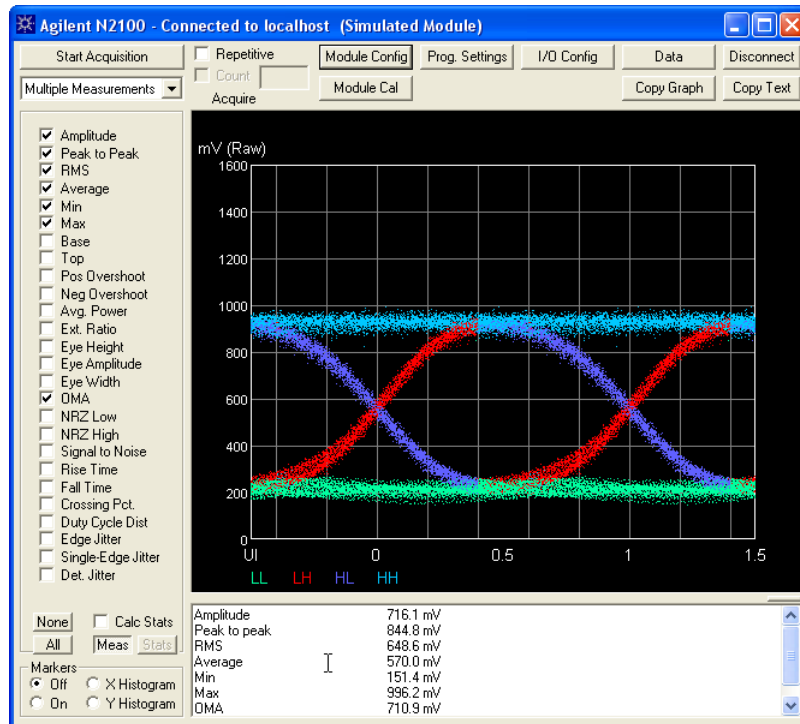 Agilent N2100 - Connected to localhost (Simulated Module)
Start Acquisition
Repetitive
Module Config
Prog. Settings
I/O Config
Data
Disconnect
Multiple Measurements
Count
Acquire
Module Cal
Copy Graph
Copy Text
Amplitude
Peak to Peak
RMS
Average
Min
Max
Base
Top
Pos Overshoot
Neg Overshoot
Avg. Power
Ext. Ratio
Eye Height
Eye Amplitude
Eye Width
OMA
NRZ Low
NRZ High
Signal to Noise
Rise Time
Fall Time
Crossing Pct.
Duty Cycle Dist
Edge Jitter
Single-Edge Jitter
Det. Jitter
None
Calc Stats
All
Meas
Stats
Markers
Off
X Histogram
On
Y Histogram
mV (Raw)
1600
1400
1200
1000
800
600
400
200
0
UI 0 0.5 1 1.5
LL LH HL HH
Amplitude 716.1 mV
Peak to peak 844.8 mV
RMS 648.6 mV
Average 570.0 mV
Min 151.4 mV
Max 996.2 mV
OMA 710.9 mV